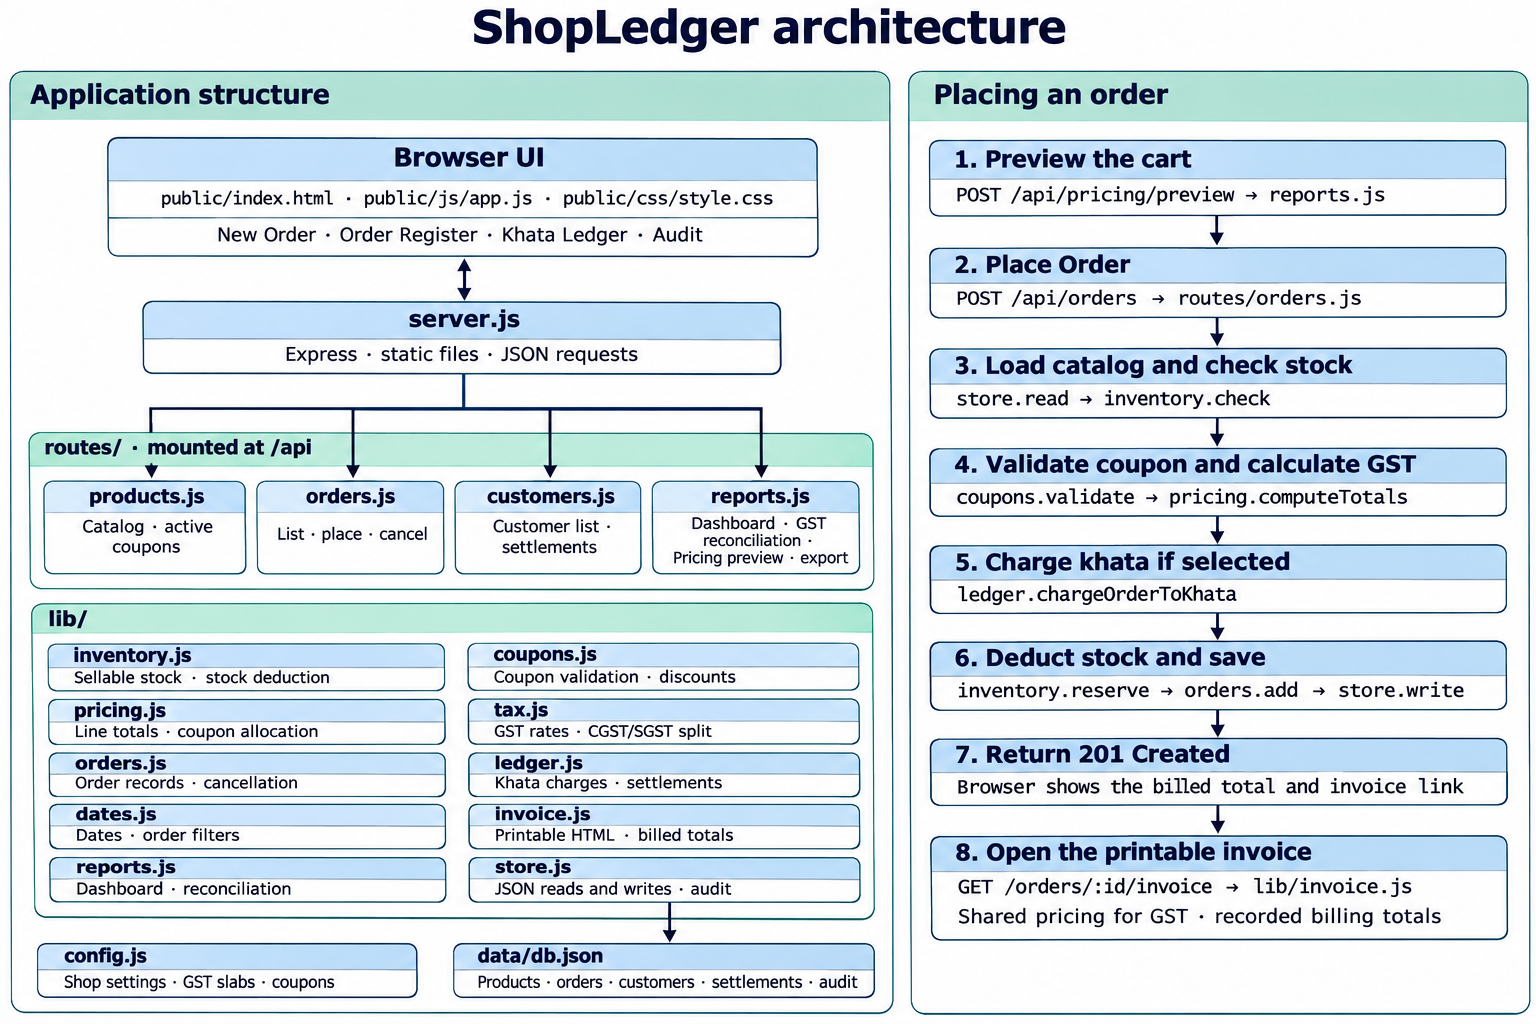 ShopLedger architecture
Application structure
Browser UI
public/index.html · public/js/app.js · public/css/style.css
New Order · Order Register · Khata Ledger · Audit
server.js
Express · static files · JSON requests
routes/ · mounted at /api
products.js
Catalog · active
coupons
orders.js
List · place · cancel
customers.js
Customer list ·
settlements
reports.js
Dashboard · GST
reconciliation ·
Pricing preview · export
lib/
inventory.js
Sellable stock · stock deduction
coupons.js
Coupon validation · discounts
pricing.js
Line totals · coupon allocation
tax.js
GST rates · CGST/SGST split
orders.js
Order records · cancellation
ledger.js
Khata charges · settlements
dates.js
Dates · order filters
invoice.js
Printable HTML · billed totals
reports.js
Dashboard · reconciliation
store.js
JSON reads and writes · audit
config.js
Shop settings · GST slabs · coupons
data/db.json
Products · orders · customers · settlements · audit
Placing an order
1. Preview the cart
POST /api/pricing/preview → reports.js
2. Place Order
POST /api/orders → routes/orders.js
3. Load catalog and check stock
store.read → inventory.check
4. Validate coupon and calculate GST
coupons.validate → pricing.computeTotals
5. Charge khata if selected
ledger.chargeOrderToKhata
6. Deduct stock and save
inventory.reserve → orders.add → store.write
7. Return 201 Created
Browser shows the billed total and invoice link
8. Open the printable invoice
GET /orders/:id/invoice → lib/invoice.js
Shared pricing for GST · recorded billing totals